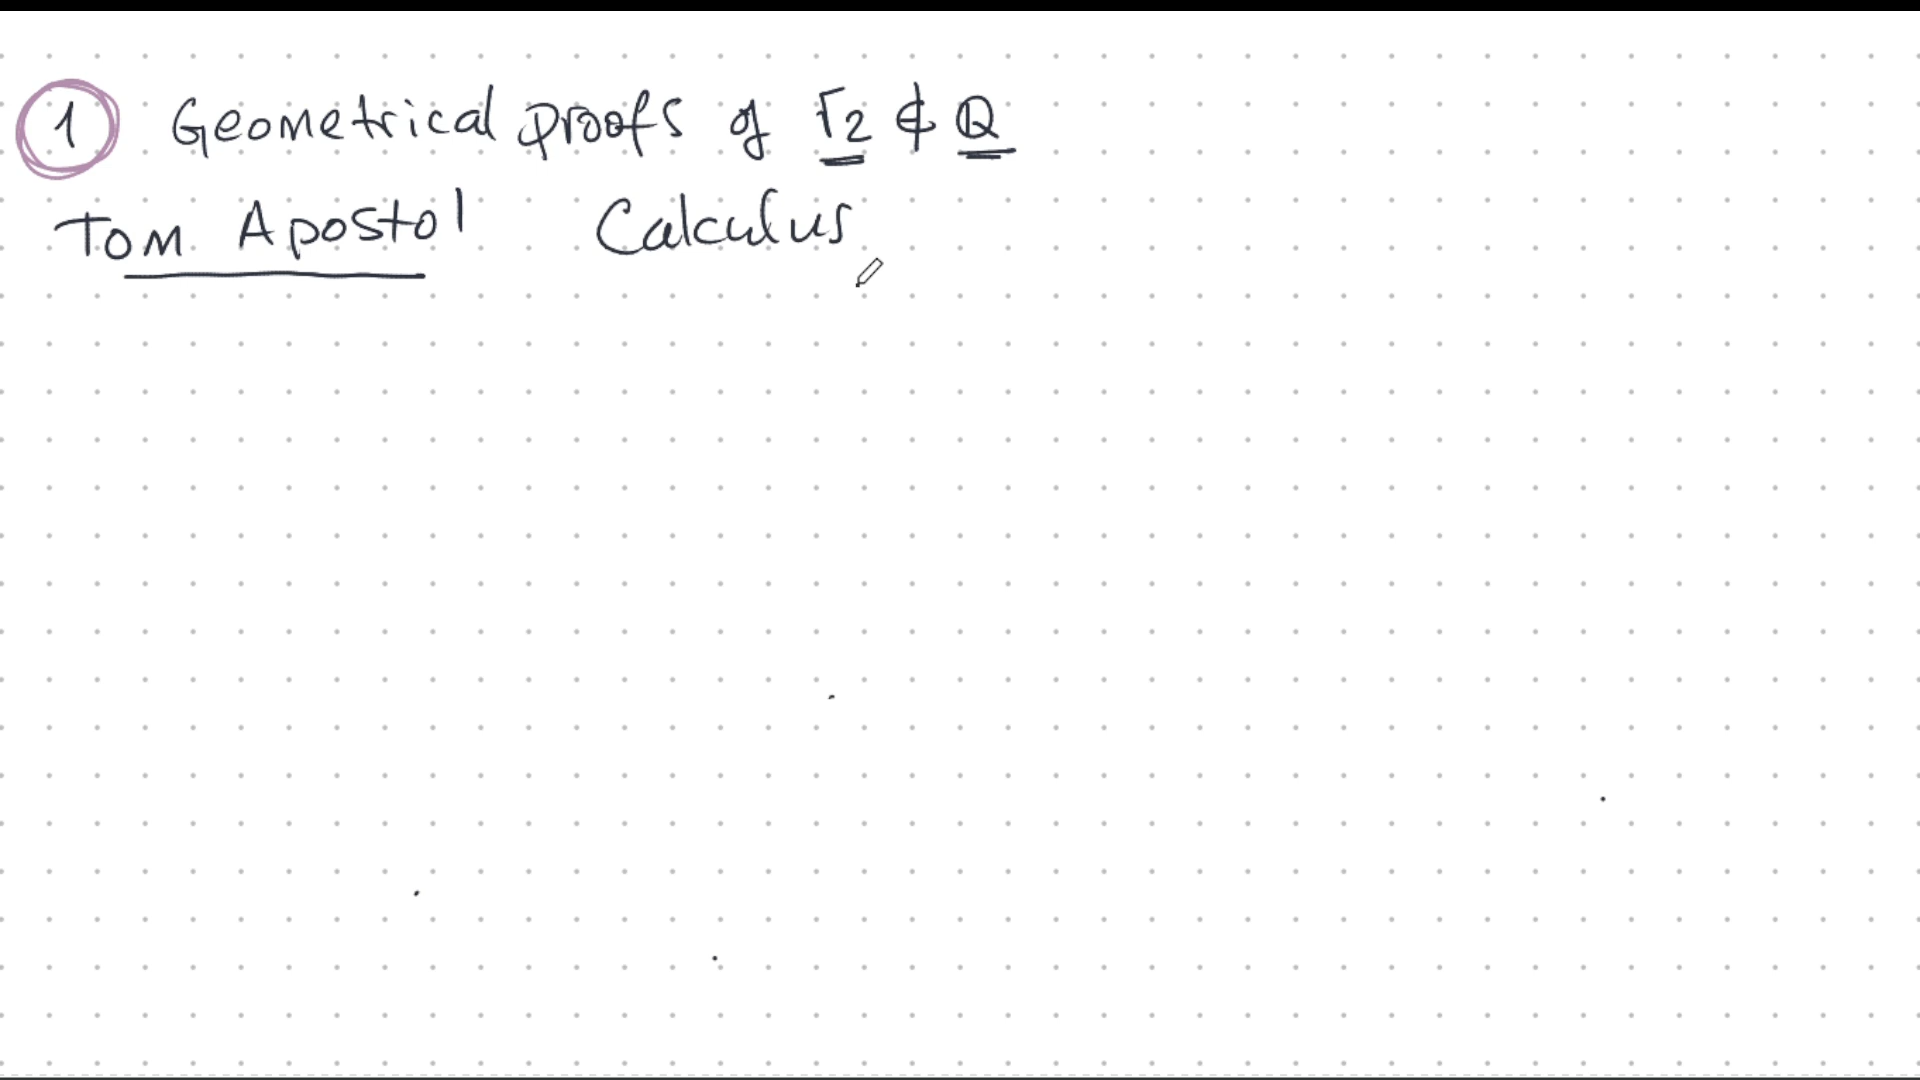 1 Geometrical proofs of √2 ∉ ℚ
Tom Apostol Calculus